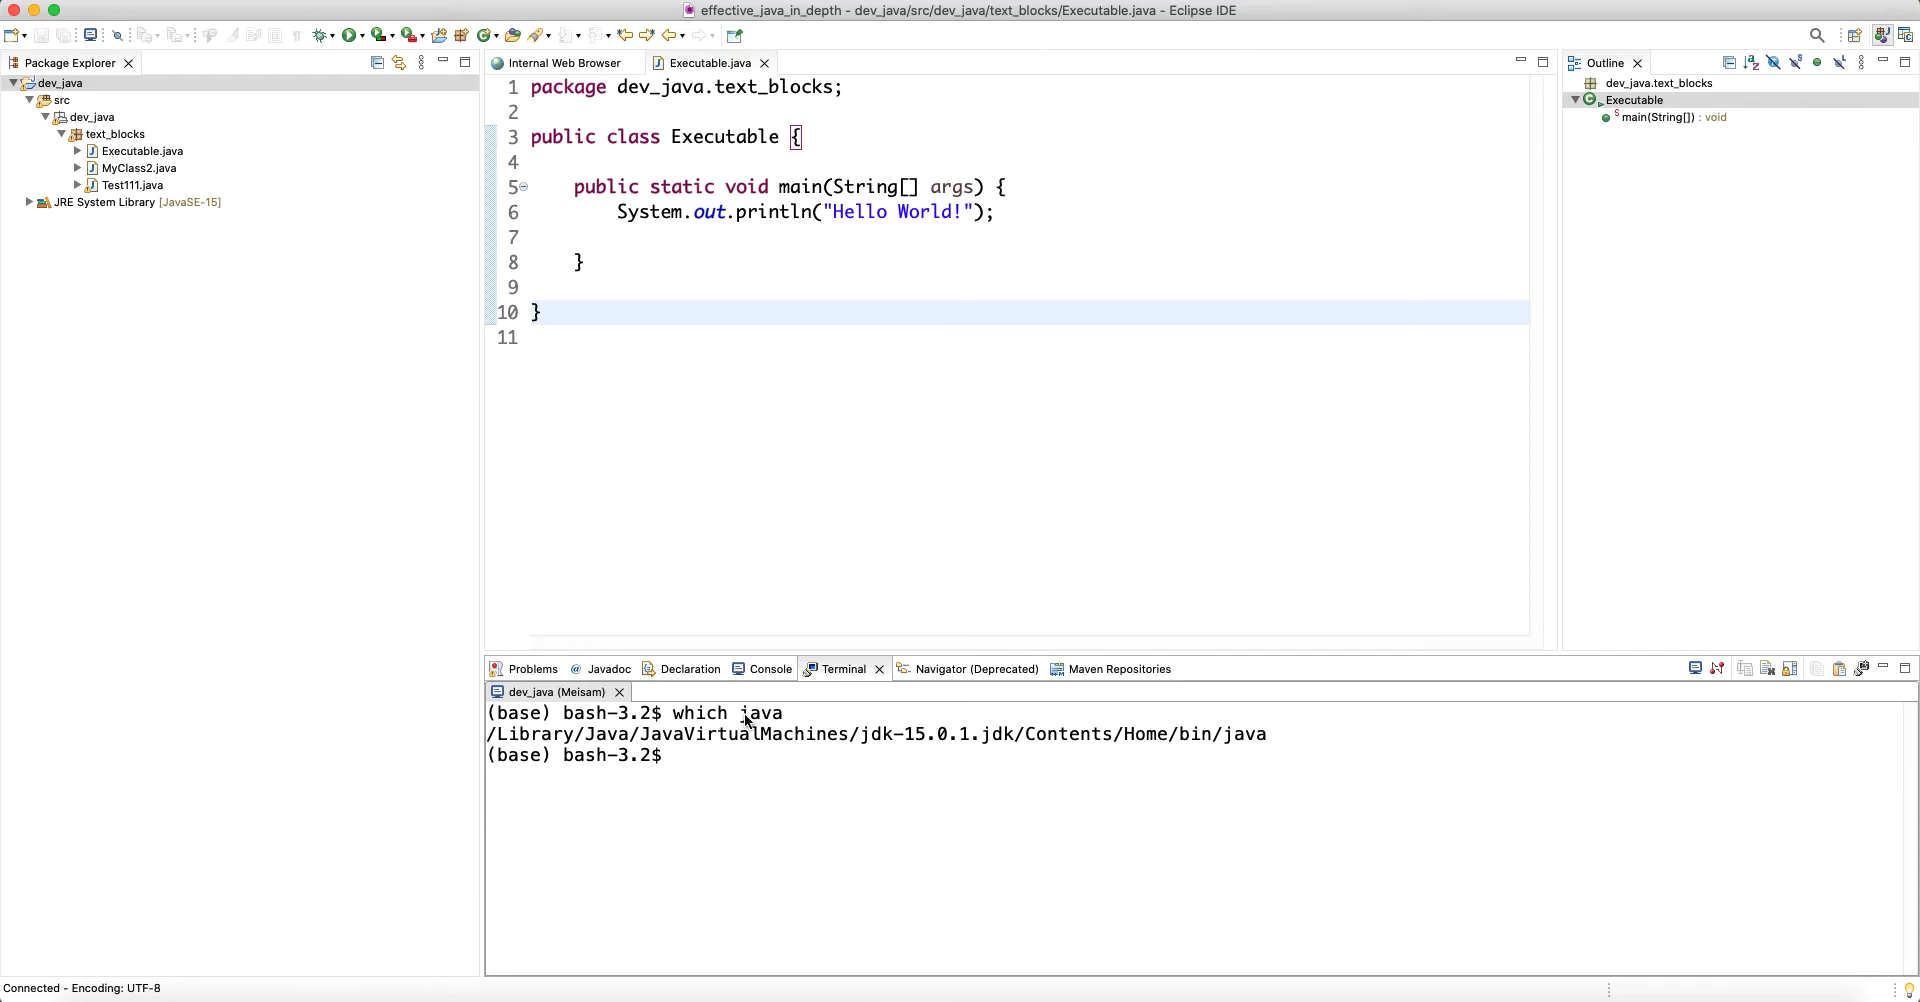 effective_java_in_depth - dev_java/src/dev_java/text_blocks/Executable.java - Eclipse IDE
Package Explorer
dev_java
src
dev_java
text_blocks
Executable.java
MyClass2.java
Test111.java
JRE System Library [JavaSE-15]
Internal Web Browser
Executable.java
1 package dev_java.text_blocks;
2
3 public class Executable {
4
5 public static void main(String[] args) {
6 System.out.println("Hello World!");
7
8 }
9
10 }
11
Outline
dev_java.text_blocks
Executable
main(String[]) : void
Problems @ Javadoc Declaration Console Terminal Navigator (Deprecated) Maven Repositories
dev_java (Meisam)
(base) bash-3.2$ which java
/Library/Java/JavaVirtualMachines/jdk-15.0.1.jdk/Contents/Home/bin/java
(base) bash-3.2$
Connected - Encoding: UTF-8